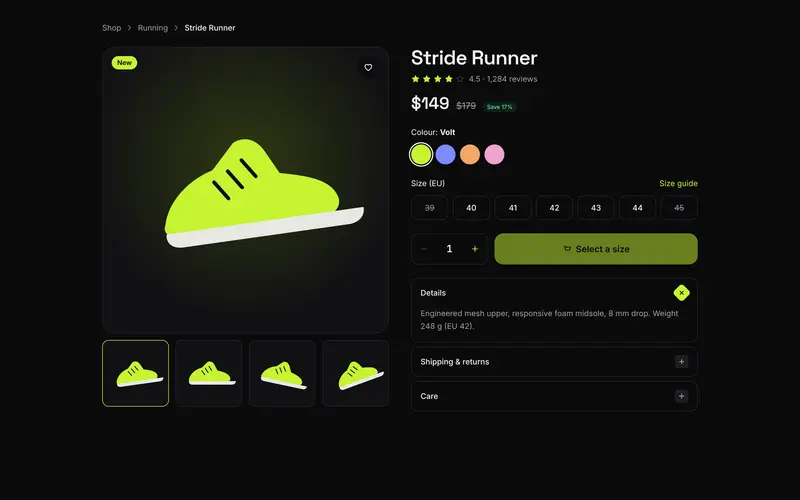 Shop > Running > Stride Runner
New
Stride Runner
4.5 · 1,284 reviews
$149 $179 Save 17%
Colour: Volt
Size (EU) Size guide
39 40 41 42 43 44 45
− 1 + Select a size
Details
Engineered mesh upper, responsive foam midsole, 8 mm drop. Weight
248 g (EU 42).
Shipping & returns
Care